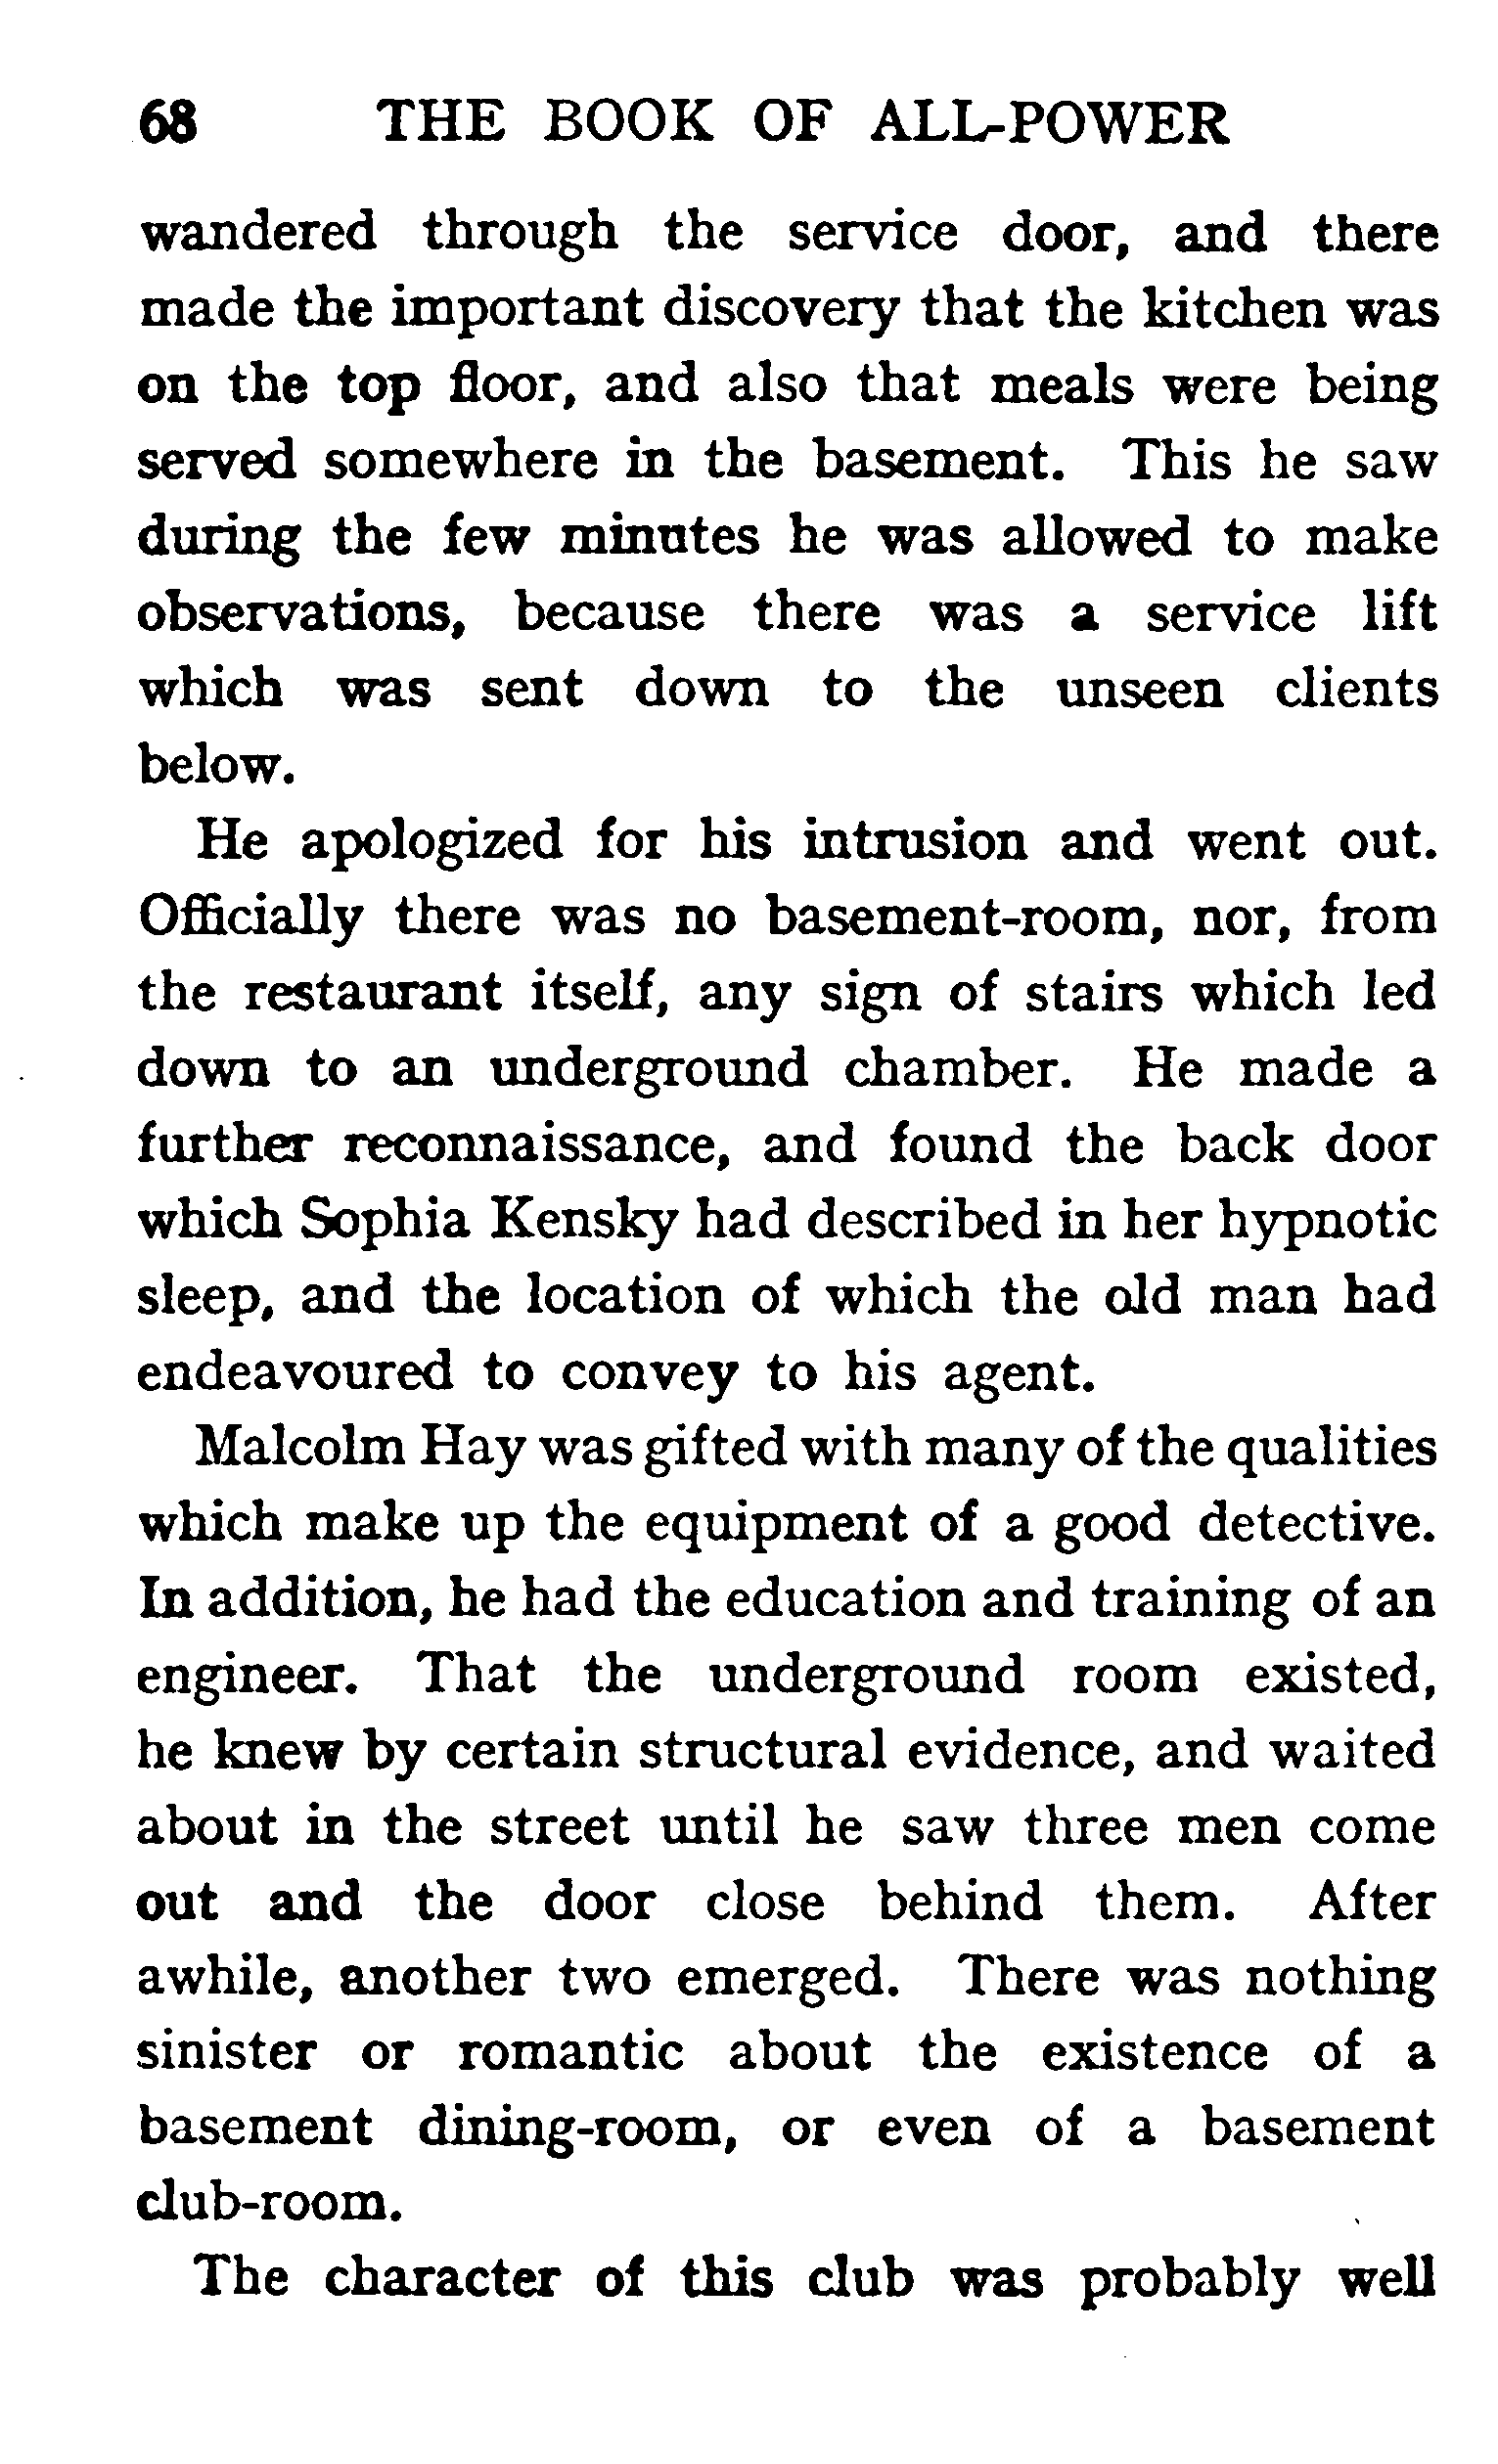 68 THE BOOK OF ALL-POWER
wandered through the service door, and there
made the important discovery that the kitchen was
on the top floor, and also that meals were being
served somewhere in the basement. This he saw
during the few minutes he was allowed to make
observations, because there was a service lift
which was sent down to the unseen clients
below.
He apologized for his intrusion and went out.
Officially there was no basement-room, nor, from
the restaurant itself, any sign of stairs which led
down to an underground chamber. He made a
further reconnaissance, and found the back door
which Sophia Kensky had described in her hypnotic
sleep, and the location of which the old man had
endeavoured to convey to his agent.
Malcolm Hay was gifted with many of the qualities
which make up the equipment of a good detective.
In addition, he had the education and training of an
engineer. That the underground room existed,
he knew by certain structural evidence, and waited
about in the street until he saw three men come
out and the door close behind them. After
awhile, another two emerged. There was nothing
sinister or romantic about the existence of a
basement dining-room, or even of a basement
club-room.
The character of this club was probably well